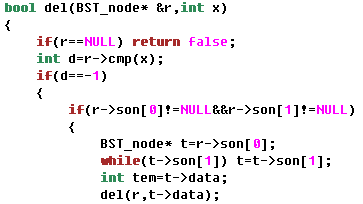 bool del(BST_node* &r,int x)
{
    if(r==NULL) return false;
    int d=r->cmp(x);
    if(d==-1)
    {
        if(r->son[0]!=NULL&&r->son[1]!=NULL)
        {
            BST_node* t=r->son[0];
            while(t->son[1]) t=t->son[1];
            int tem=t->data;
            del(r,t->data);